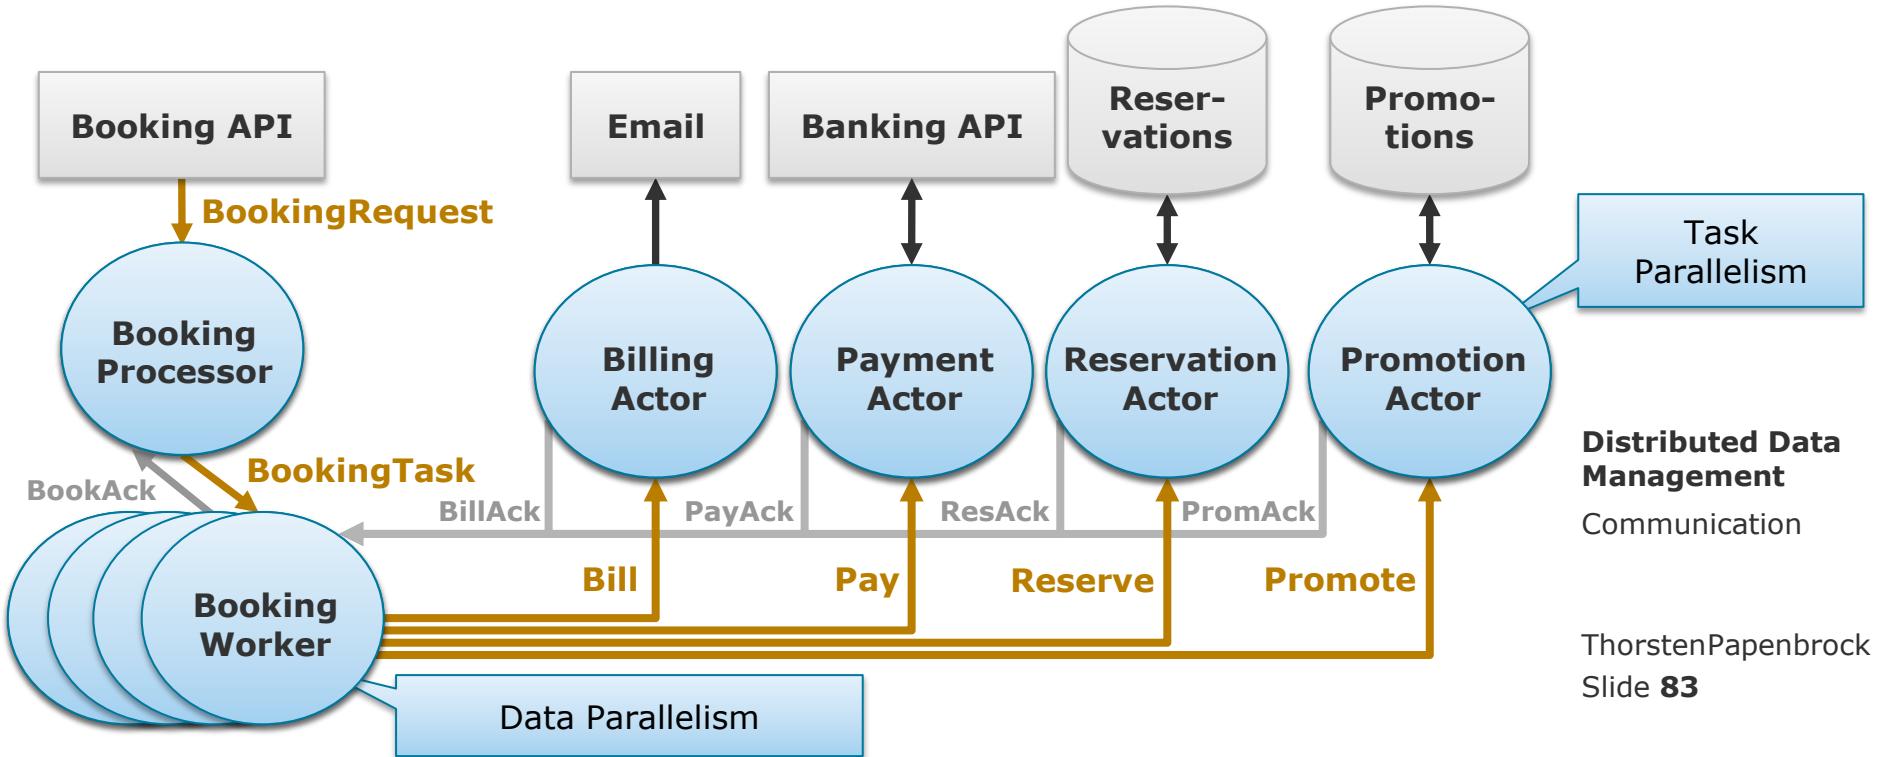 Booking API
Email
Banking API
Reser-
vations
Promo-
tions
BookingRequest
Task
Parallelism
Booking
Processor
Billing
Actor
Payment
Actor
Reservation
Actor
Promotion
Actor
Distributed Data
Management
Communication
BookAck
BookingTask
BillAck
PayAck
ResAck
PromAck
Bill
Pay
Reserve
Promote
Booking
Worker
Data Parallelism
ThorstenPapenbrock
Slide 83